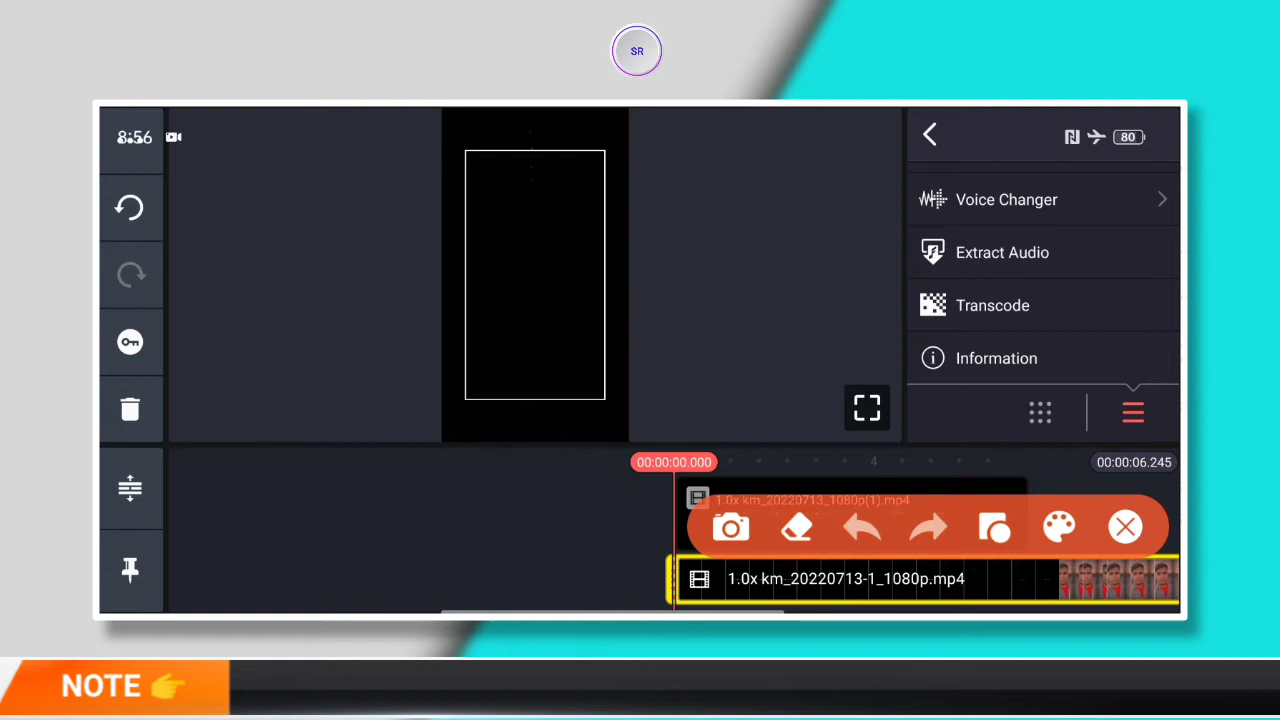 SR
8:56
80
Voice Changer
Extract Audio
Transcode
Information
00:00:00.000
4
00:00:06.245
1.0x km_20220713_1080p(1).mp4
1.0x km_20220713-1_1080p.mp4
NOTE 👉